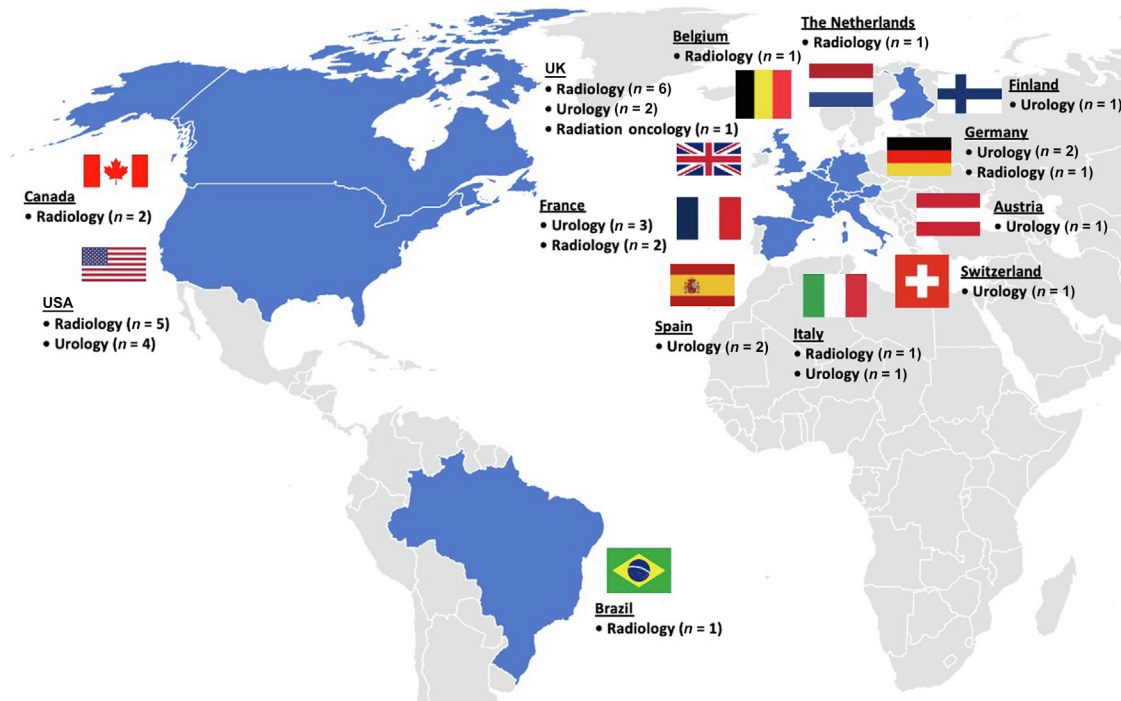 The Netherlands
• Radiology (n = 1)
Belgium
• Radiology (n = 1)
UK
• Radiology (n = 6)
• Urology (n = 2)
• Radiation oncology (n = 1)
Finland
• Urology (n = 1)
Germany
• Urology (n = 2)
• Radiology (n = 1)
Canada
• Radiology (n = 2)
France
• Urology (n = 3)
• Radiology (n = 2)
Austria
• Urology (n = 1)
Switzerland
• Urology (n = 1)
USA
• Radiology (n = 5)
• Urology (n = 4)
Spain
• Urology (n = 2)
Italy
• Radiology (n = 1)
• Urology (n = 1)
Brazil
• Radiology (n = 1)